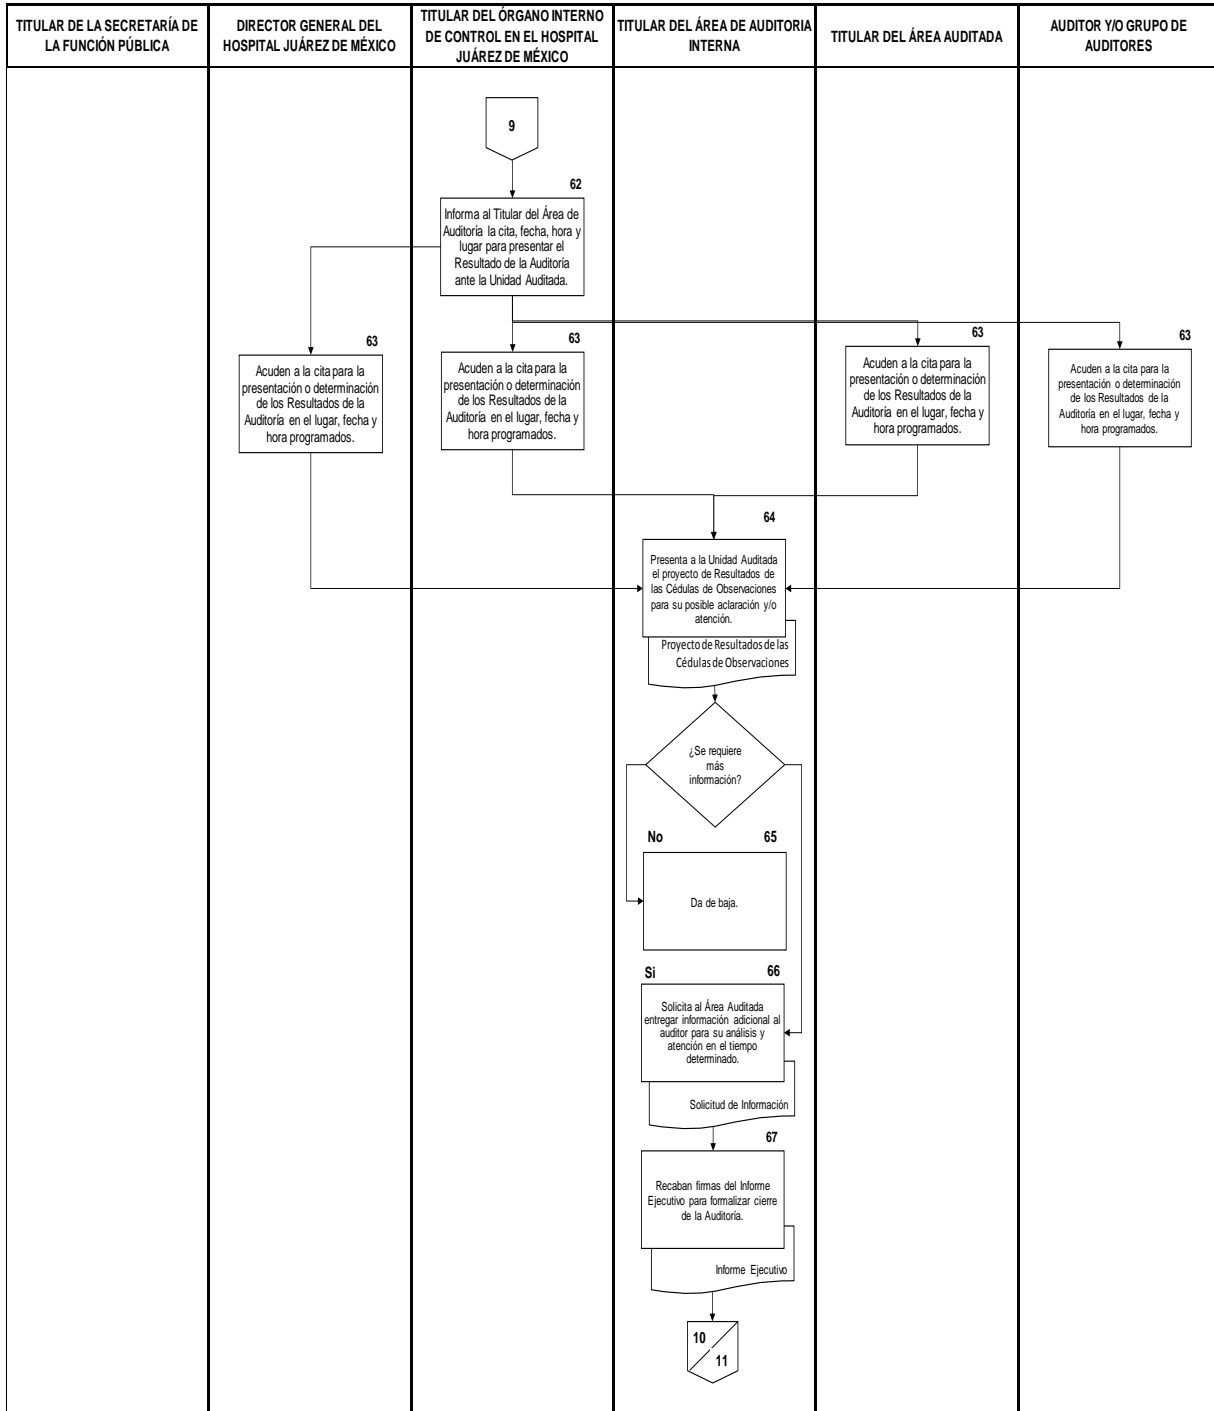 TITULAR DE LA SECRETARÍA DE
LA FUNCIÓN PÚBLICA
DIRECTOR GENERAL DEL
HOSPITAL JUÁREZ DE MÉXICO
TITULAR DEL ÓRGANO INTERNO
DE CONTROL EN EL HOSPITAL
JUÁREZ DE MÉXICO
TITULAR DEL ÁREA DE AUDITORIA
INTERNA
TITULAR DEL ÁREA AUDITADA
AUDITOR Y/O GRUPO DE
AUDITORES
9
62
Informa al Titular del Área de
Auditoría la cita, fecha, hora y
lugar para presentar el
Resultado de la Auditoría
ante la Unidad Auditada.
63
Acuden a la cita para la
presentación o determinación
de los Resultados de la
Auditoría en el lugar, fecha y
hora programados.
63
Acuden a la cita para la
presentación o determinación
de los Resultados de la
Auditoría en el lugar, fecha y
hora programados.
63
Acuden a la cita para la
presentación o determinación
de los Resultados de la
Auditoría en el lugar, fecha y
hora programados.
63
Acuden a la cita para la
presentación o determinación
de los Resultados de la
Auditoría en el lugar, fecha y
hora programados.
64
Presenta a la Unidad Auditada
el proyecto de Resultados de
las Cédulas de Observaciones
para su posible aclaración y/o
atención.
Proyecto de Resultados de las
Cédulas de Observaciones
¿Se requiere
más
información?
No
65
Da de baja.
Si
66
Solicita al Área Auditada
entregar información adicional al
auditor para su análisis y
atención en el tiempo
determinado.
Solicitud de Información
67
Recaban firmas del Informe
Ejecutivo para formalizar cierre
de la Auditoría.
Informe Ejecutivo
10
11